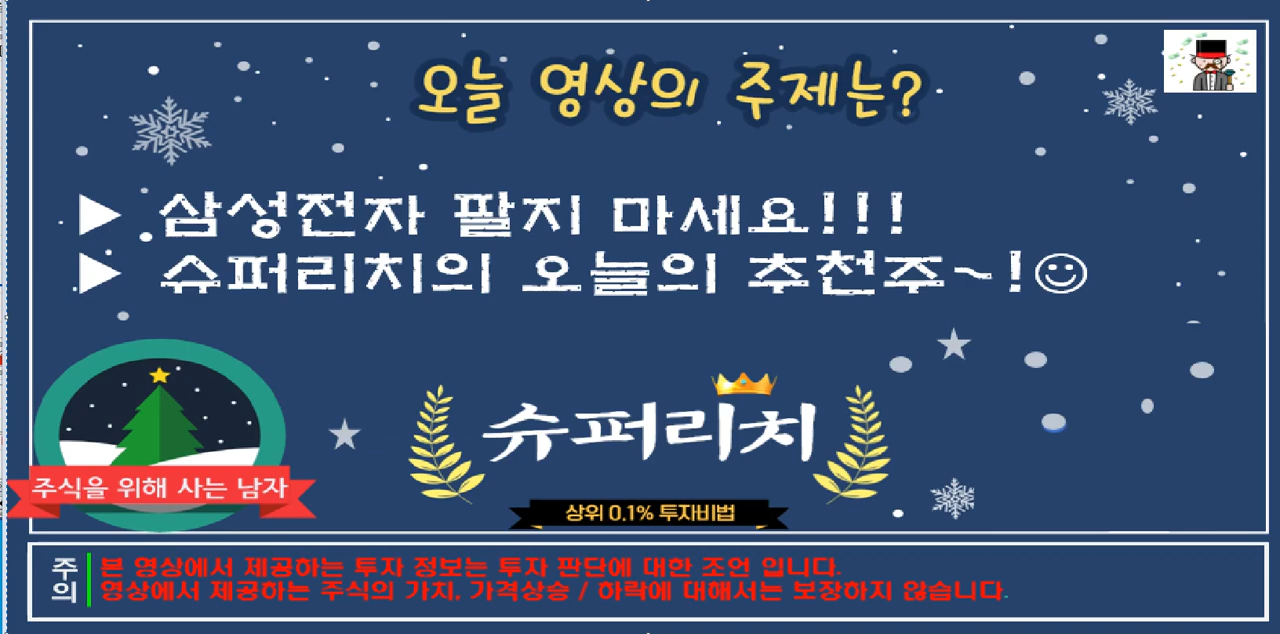 오늘 영상의 주제는?
▶ 삼성전자 팔지 마세요!!!
▶ 슈퍼리치의 오늘의 추천주~!☺
슈퍼리치
주식을 위해 사는 남자
상위 0.1% 투자비법
주의
본 영상에서 제공하는 투자 정보는 투자 판단에 대한 조언 입니다.
영상에서 제공하는 주식의 가치, 가격상승 / 하락에 대해서는 보장하지 않습니다.